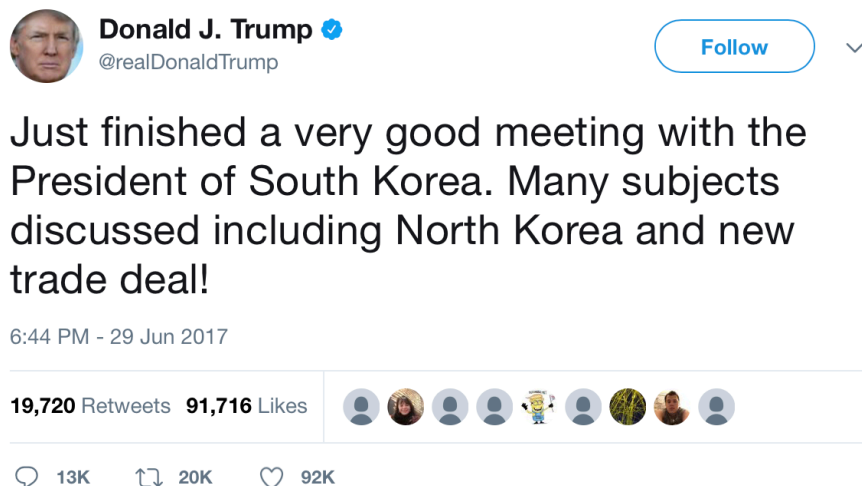 Donald J. Trump
@realDonaldTrump
Follow
Just finished a very good meeting with the
President of South Korea. Many subjects
discussed including North Korea and new
trade deal!
6:44 PM - 29 Jun 2017
19,720 Retweets 91,716 Likes
13K 20K 92K